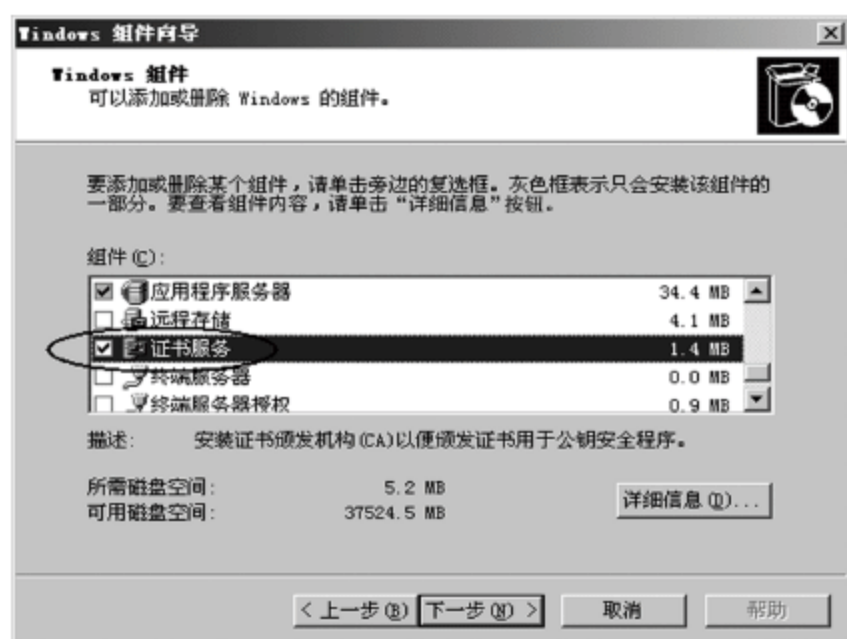 Windows 组件向导
Windows 组件
可以添加或删除 Windows 的组件。
要添加或删除某个组件，请单击旁边的复选框。灰色框表示只会安装该组件的
一部分。要查看组件内容，请单击“详细信息”按钮。
组件(C):
应用程序服务器 34.4 MB
远程存储 4.1 MB
证书服务 1.4 MB
终端服务器 0.0 MB
终端服务器授权 0.9 MB
描述: 安装证书颁发机构(CA)以便颁发证书用于公钥安全程序。
所需磁盘空间: 5.2 MB
可用磁盘空间: 37524.5 MB
详细信息(D)...
< 上一步(B) 下一步(N) > 取消 帮助